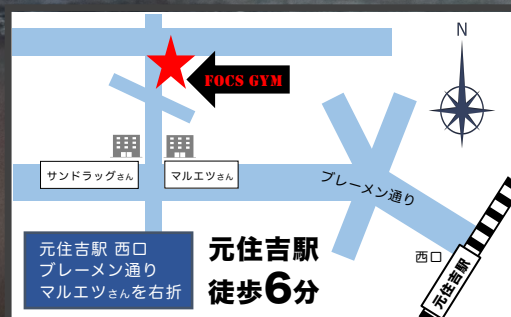 N
FOCS GYM
サンドラッグさん
マルエツさん
ブレーメン通り
西口
元住吉駅
元住吉駅 西口
ブレーメン通り
マルエツさんを右折
元住吉駅
徒歩6分